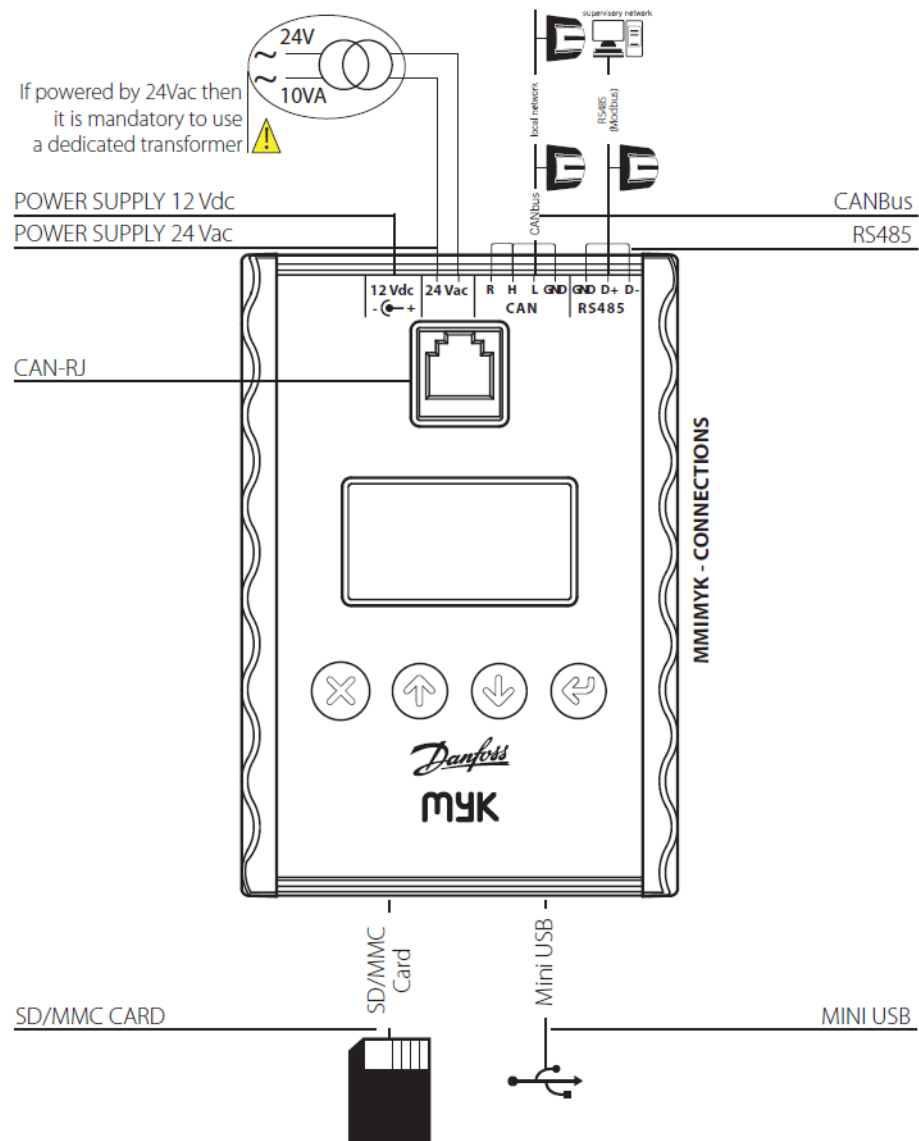 supervisory network
24V
10VA
If powered by 24Vac then
it is mandatory to use
a dedicated transformer
!
local network
RS485
(Modbus)
CANbus
POWER SUPPLY 12 Vdc
CANBus
POWER SUPPLY 24 Vac
RS485
12 Vdc
- +
24 Vac
R H L GND
CAN
GND D+ D-
RS485
CAN-RJ
MMIMYK - CONNECTIONS
Danfoss
MYK
SD/MMC
Card
Mini USB
SD/MMC CARD
MINI USB